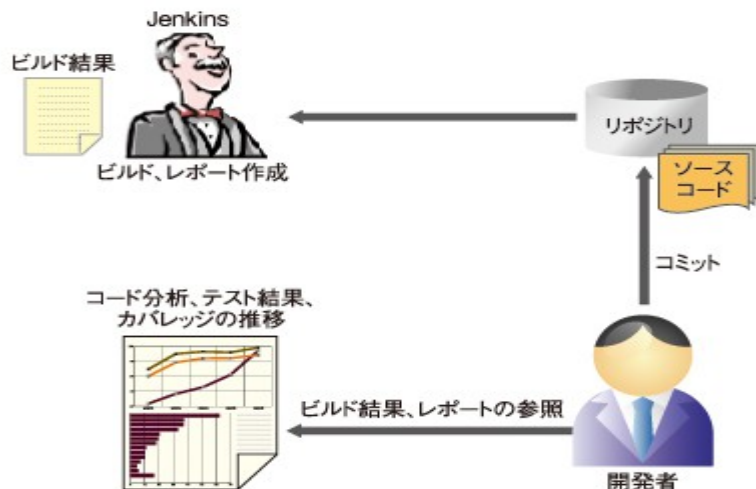 Jenkins
ビルド結果
ビルド、レポート作成
リポジトリ
ソース
コード
コミット
コード分析、テスト結果、
カバレッジの推移
ビルド結果、レポートの参照
開発者